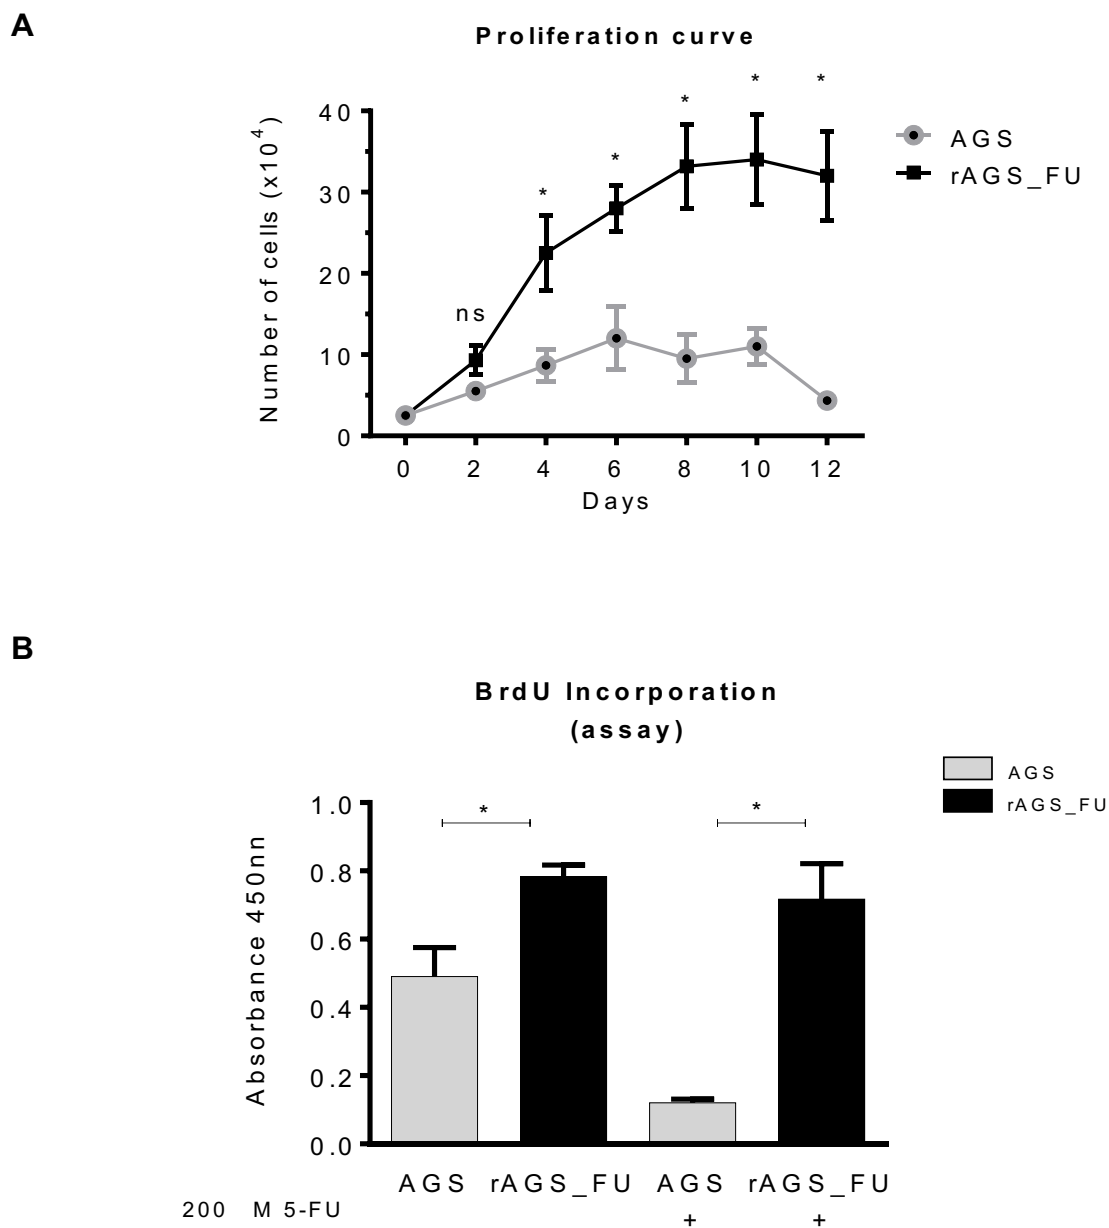 A
Proliferation curve
Number of cells (x10^4)
40
30
20
10
0
ns
*
*
*
*
*
0 2 4 6 8 10 12
Days
AGS
rAGS_FU
B
BrdU Incorporation
(assay)
Absorbance 450nn
1.0
0.8
0.6
0.4
0.2
0.0
*
*
AGS
rAGS_FU
AGS rAGS_FU AGS rAGS_FU
200 M 5-FU + +